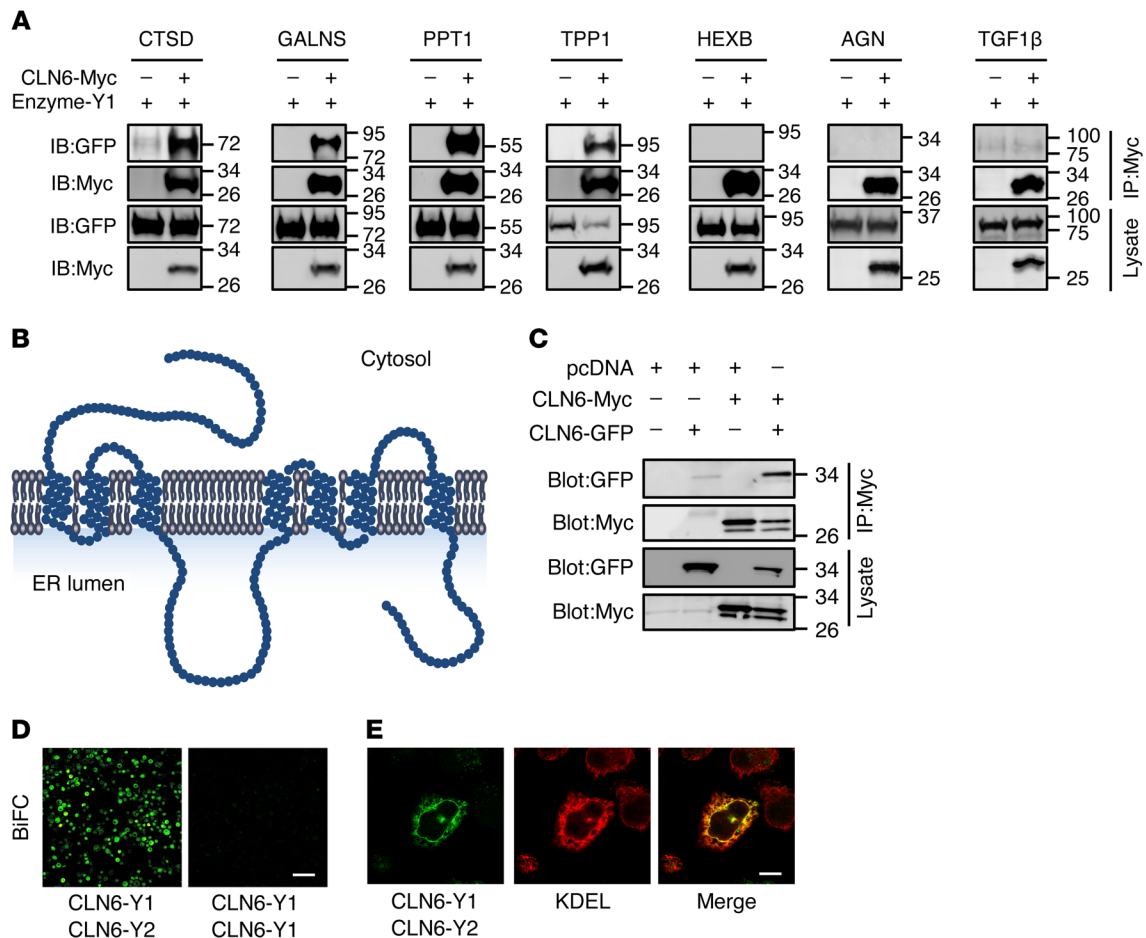 A
CTSD GALNS PPT1 TPP1 HEXB AGN TGF1β
CLN6-Myc − + − + − + − + − + − + − +
Enzyme-Y1 + + + + + + + + + + + + + +
IB:GFP 72 95 72 55 95 95 34 100 75
IB:Myc 34 26 34 26 34 26 34 26 34 26 34 26 34 26
IP:Myc
IB:GFP 72 95 72 55 95 95 72 37 100 75
IB:Myc 34 26 34 26 34 26 34 26 34 26 25 25
Lysate
B
Cytosol
ER lumen
C
pcDNA + + + −
CLN6-Myc − − + +
CLN6-GFP − + − +
Blot:GFP 34
Blot:Myc 26
IP:Myc
Blot:GFP 34
Blot:Myc 34 26
Lysate
D
BiFC
CLN6-Y1 CLN6-Y1
CLN6-Y2 CLN6-Y1
E
CLN6-Y1 KDEL Merge
CLN6-Y2